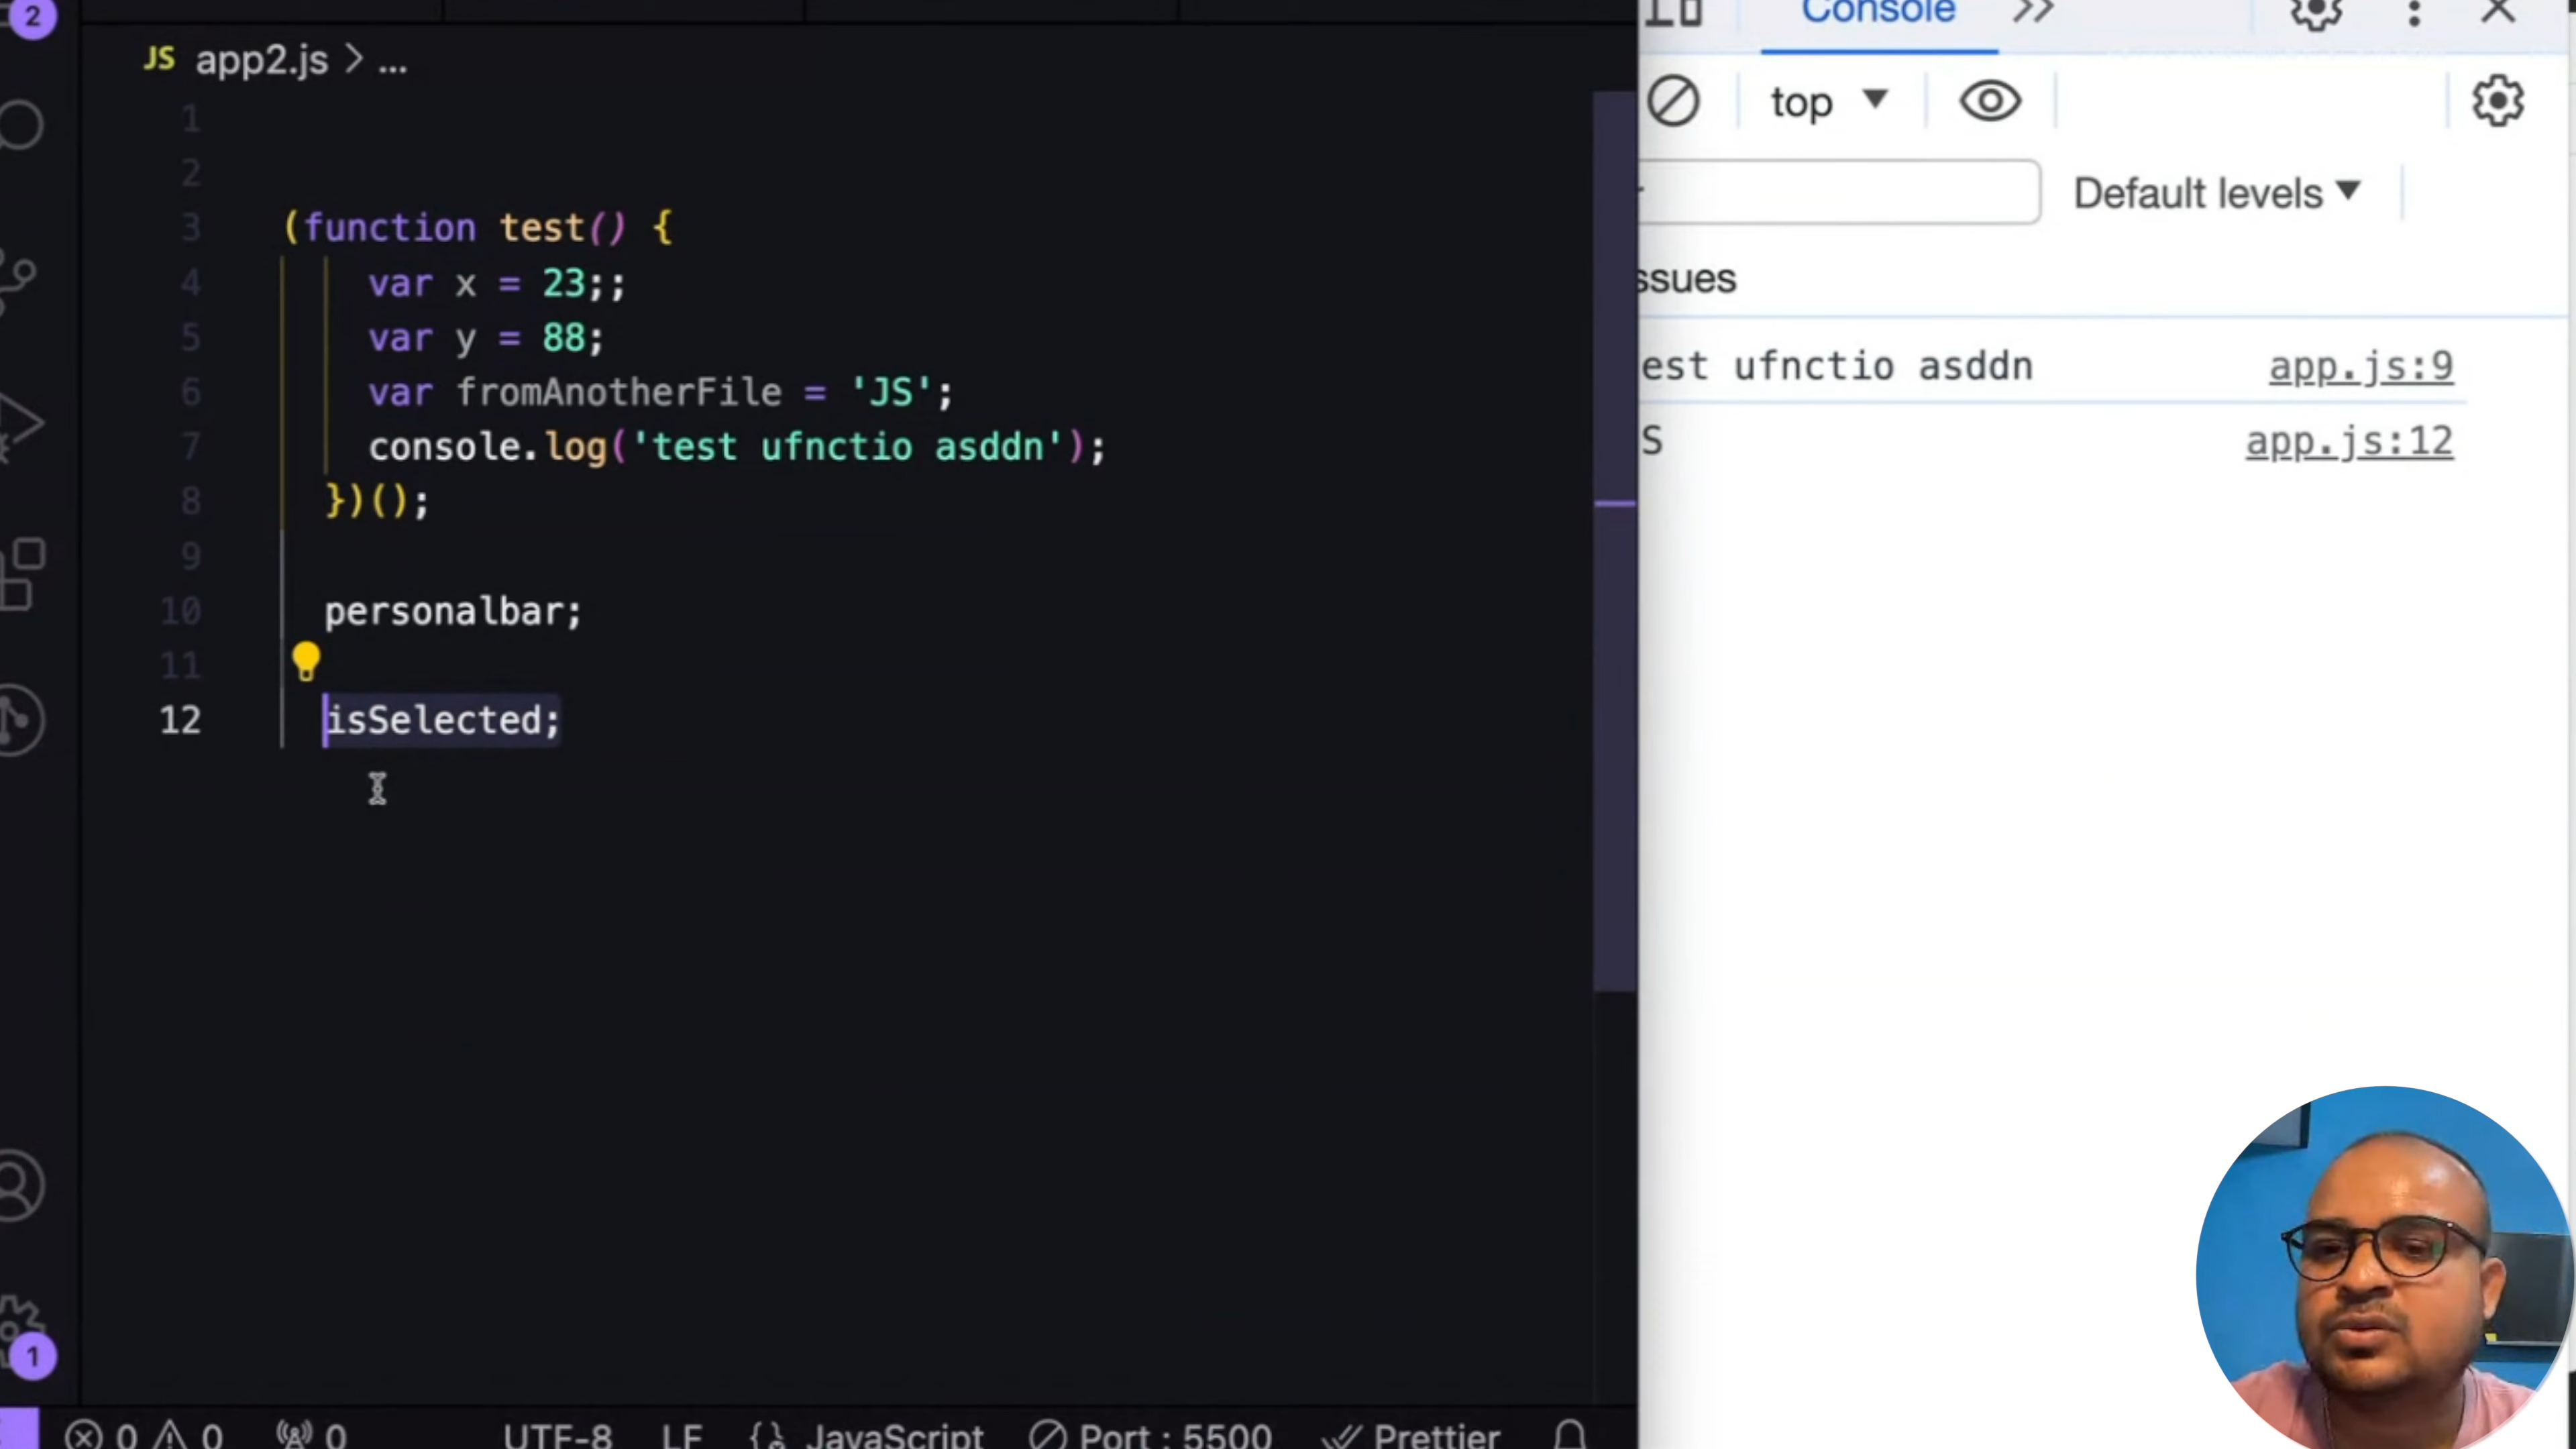 2
JS app2.js > ...
1
2
3 (function test() {
4 var x = 23;;
5 var y = 88;
6 var fromAnotherFile = 'JS';
7 console.log('test ufnctio asddn');
8 })();
9
10 personalbar;
11
12 isSelected;
1
0 0 0 UTF-8 LF {} JavaScript Port : 5500 Prettier
Console >>
top
Default levels
ssues
est ufnctio asddn app.js:9
S app.js:12